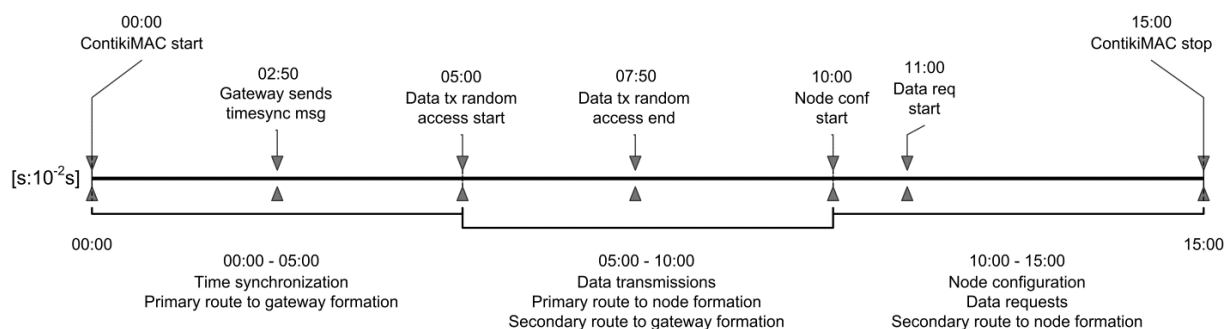 00:00
ContikiMAC start
15:00
ContikiMAC stop
02:50
Gateway sends
timesync msg
05:00
Data tx random
access start
07:50
Data tx random
access end
10:00
Node conf
start
11:00
Data req
start
[s:10⁻²s]
00:00
15:00
00:00 - 05:00
Time synchronization
Primary route to gateway formation
05:00 - 10:00
Data transmissions
Primary route to node formation
Secondary route to gateway formation
10:00 - 15:00
Node configuration
Data requests
Secondary route to node formation